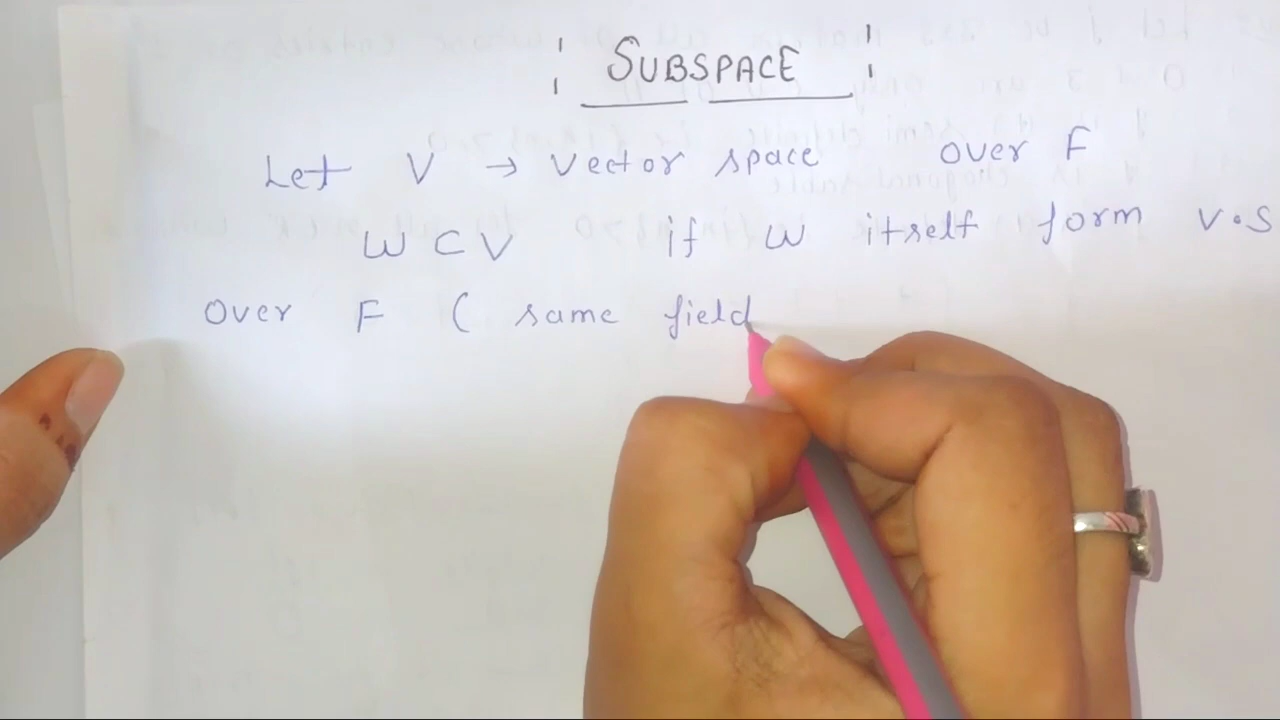 SUBSPACE
Let V → Vector space over F
W ⊂ V if W itself form V.S
over F ( same field